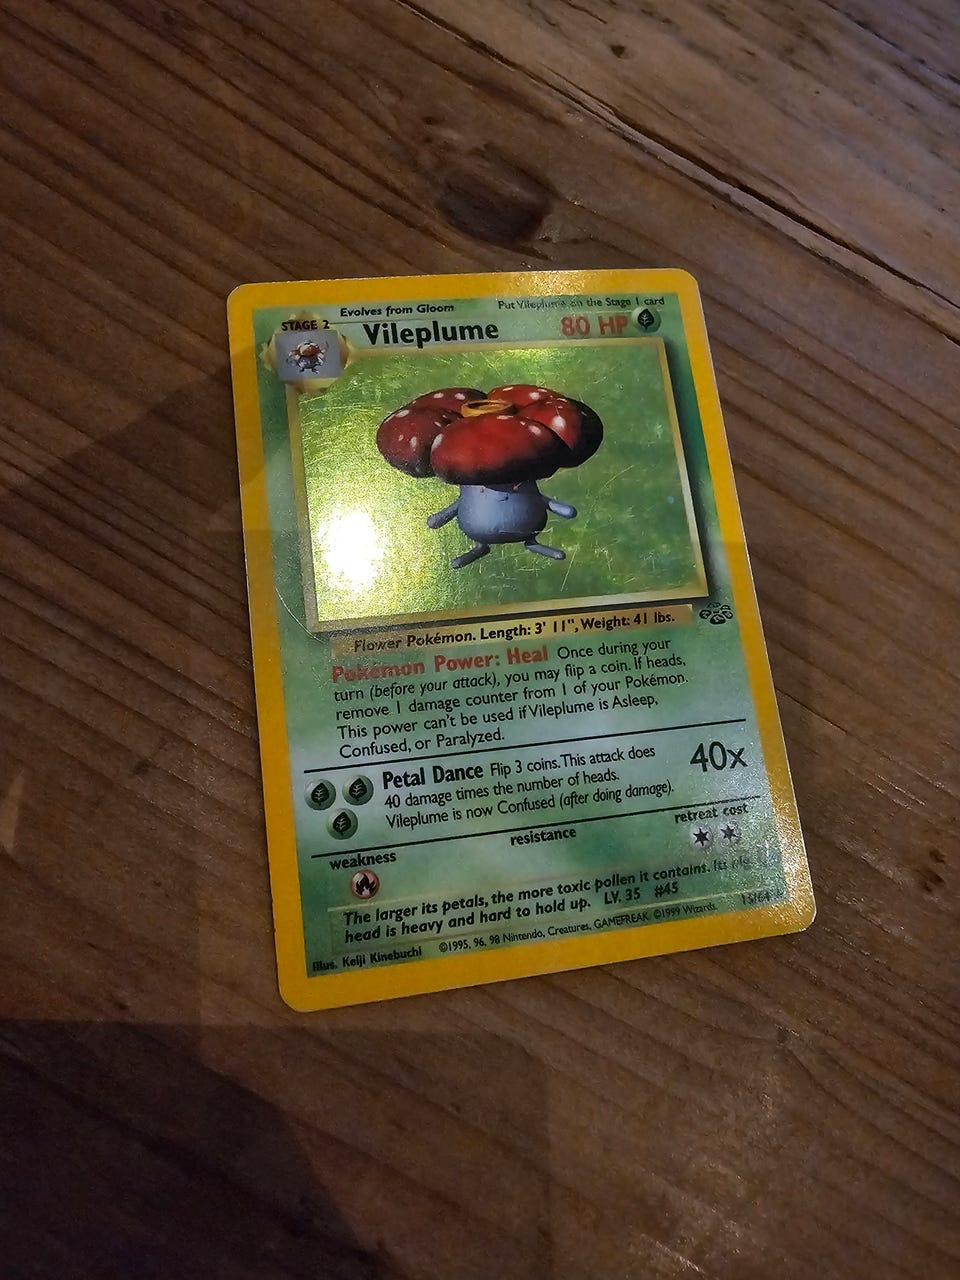 Evolves from Gloom
Put Vileplume on the Stage 1 card
STAGE 2
Vileplume
80 HP
Flower Pokémon. Length: 3' 11", Weight: 41 lbs.
Pokémon Power: Heal Once during your
turn (before your attack), you may flip a coin. If heads,
remove 1 damage counter from 1 of your Pokémon.
This power can't be used if Vileplume is Asleep,
Confused, or Paralyzed.
Petal Dance Flip 3 coins. This attack does
40 damage times the number of heads.
Vileplume is now Confused (after doing damage).
40x
weakness
resistance
retreat cost
The larger its petals, the more toxic pollen it contains. Its big
head is heavy and hard to hold up. LV. 35 #45
Illus. Keiji Kinebuchi
©1995, 96, 98 Nintendo, Creatures, GAMEFREAK. ©1999 Wizards.
15/64